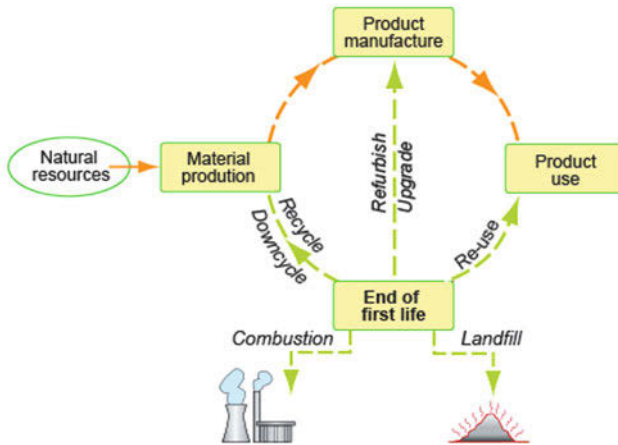 Product
manufacture
Natural
resources
Material
prodution
Refurbish
Upgrade
Product
use
Recycle
Downcycle
Re-use
End of
first life
Combustion
Landfill